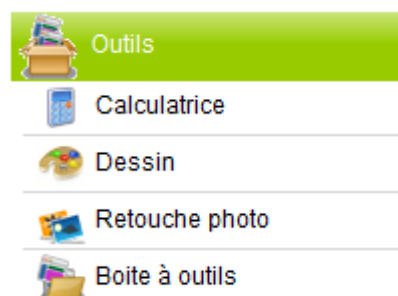 Outils
Calculatrice
Dessin
Retouche photo
Boite à outils